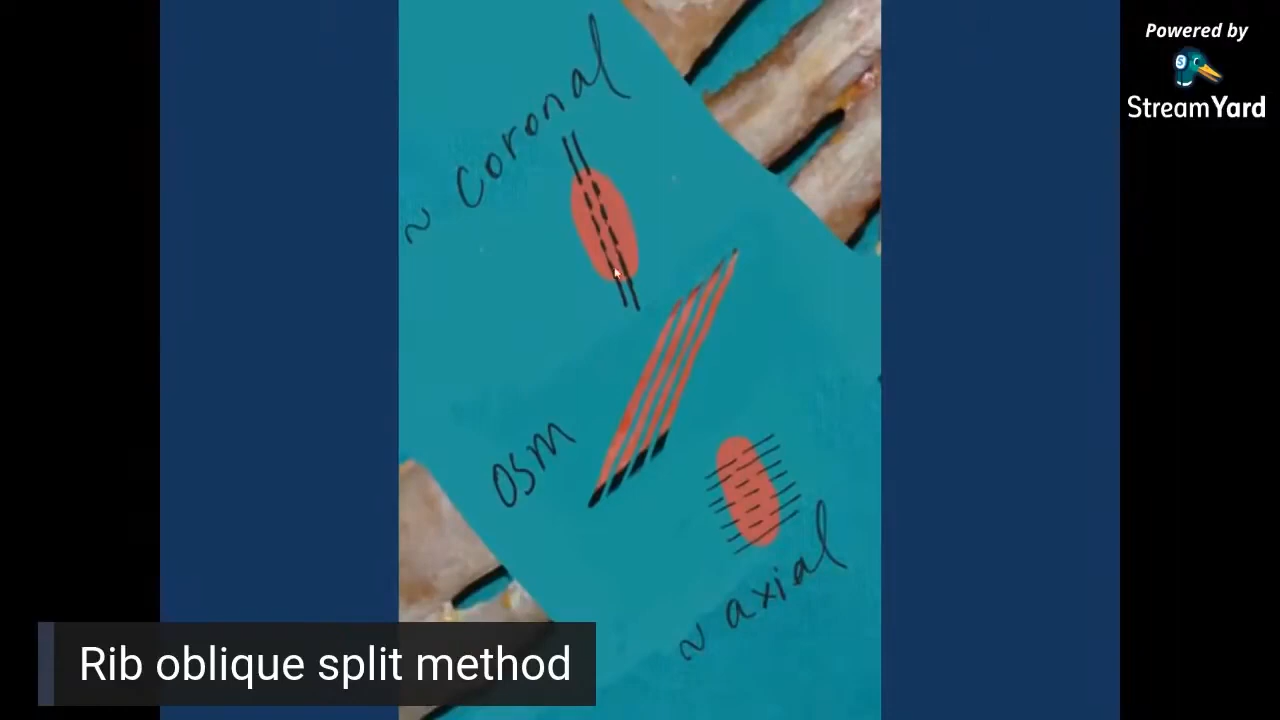 Powered by
StreamYard
~ coronal
OSM
~ axial
Rib oblique split method